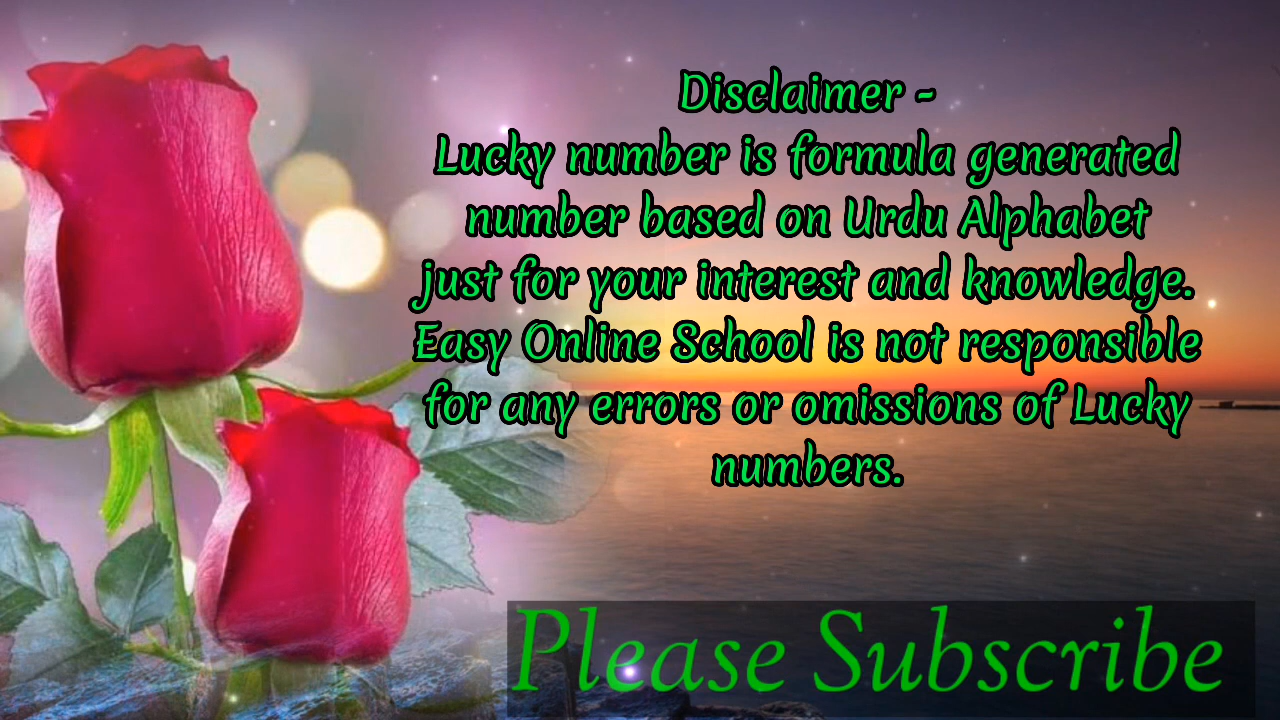 Disclaimer -
Lucky number is formula generated
number based on Urdu Alphabet
just for your interest and knowledge.
Easy Online School is not responsible
for any errors or omissions of Lucky
numbers.
Please Subscribe